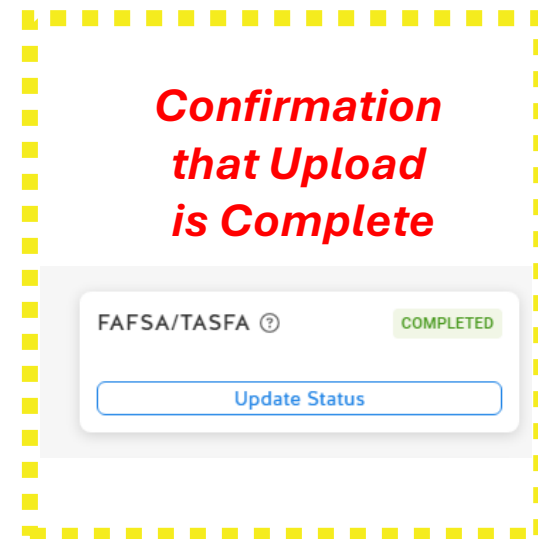 Confirmation
that Upload
is Complete
FAFSA/TASFA ?
COMPLETED
Update Status